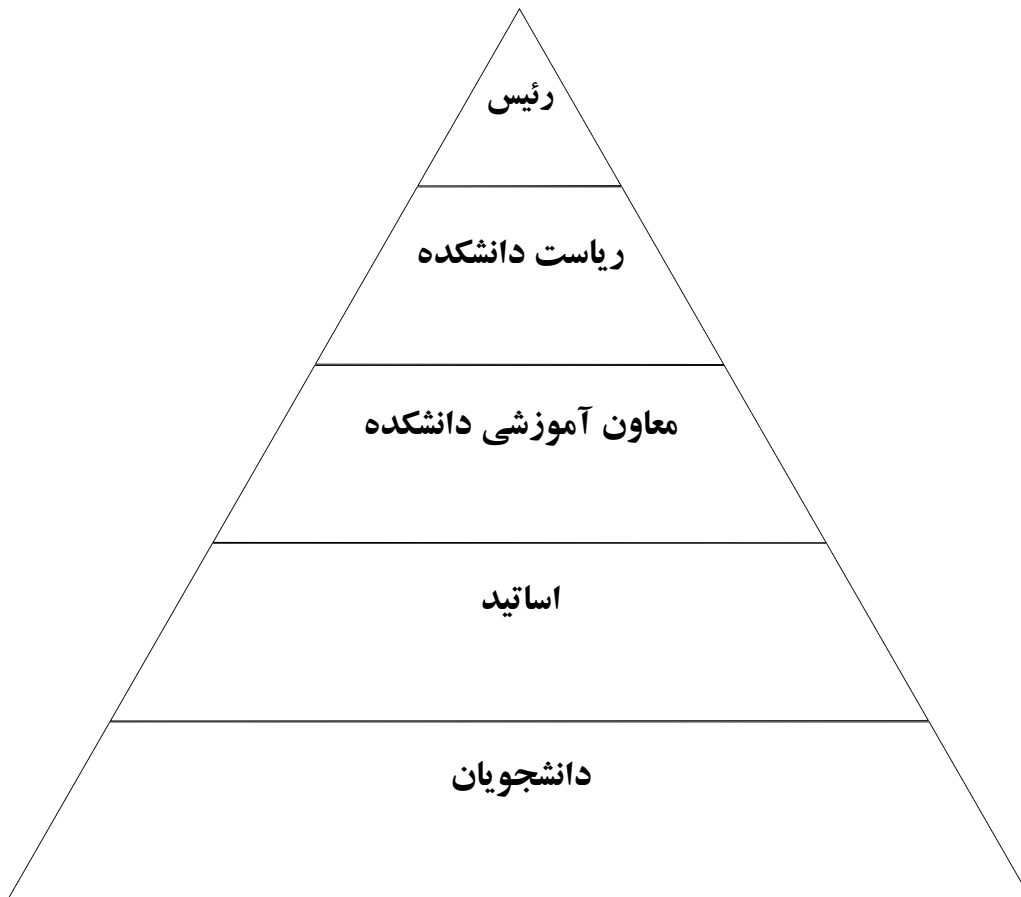 رئیس
ریاست دانشکده
معاون آموزشی دانشکده
اساتید
دانشجویان